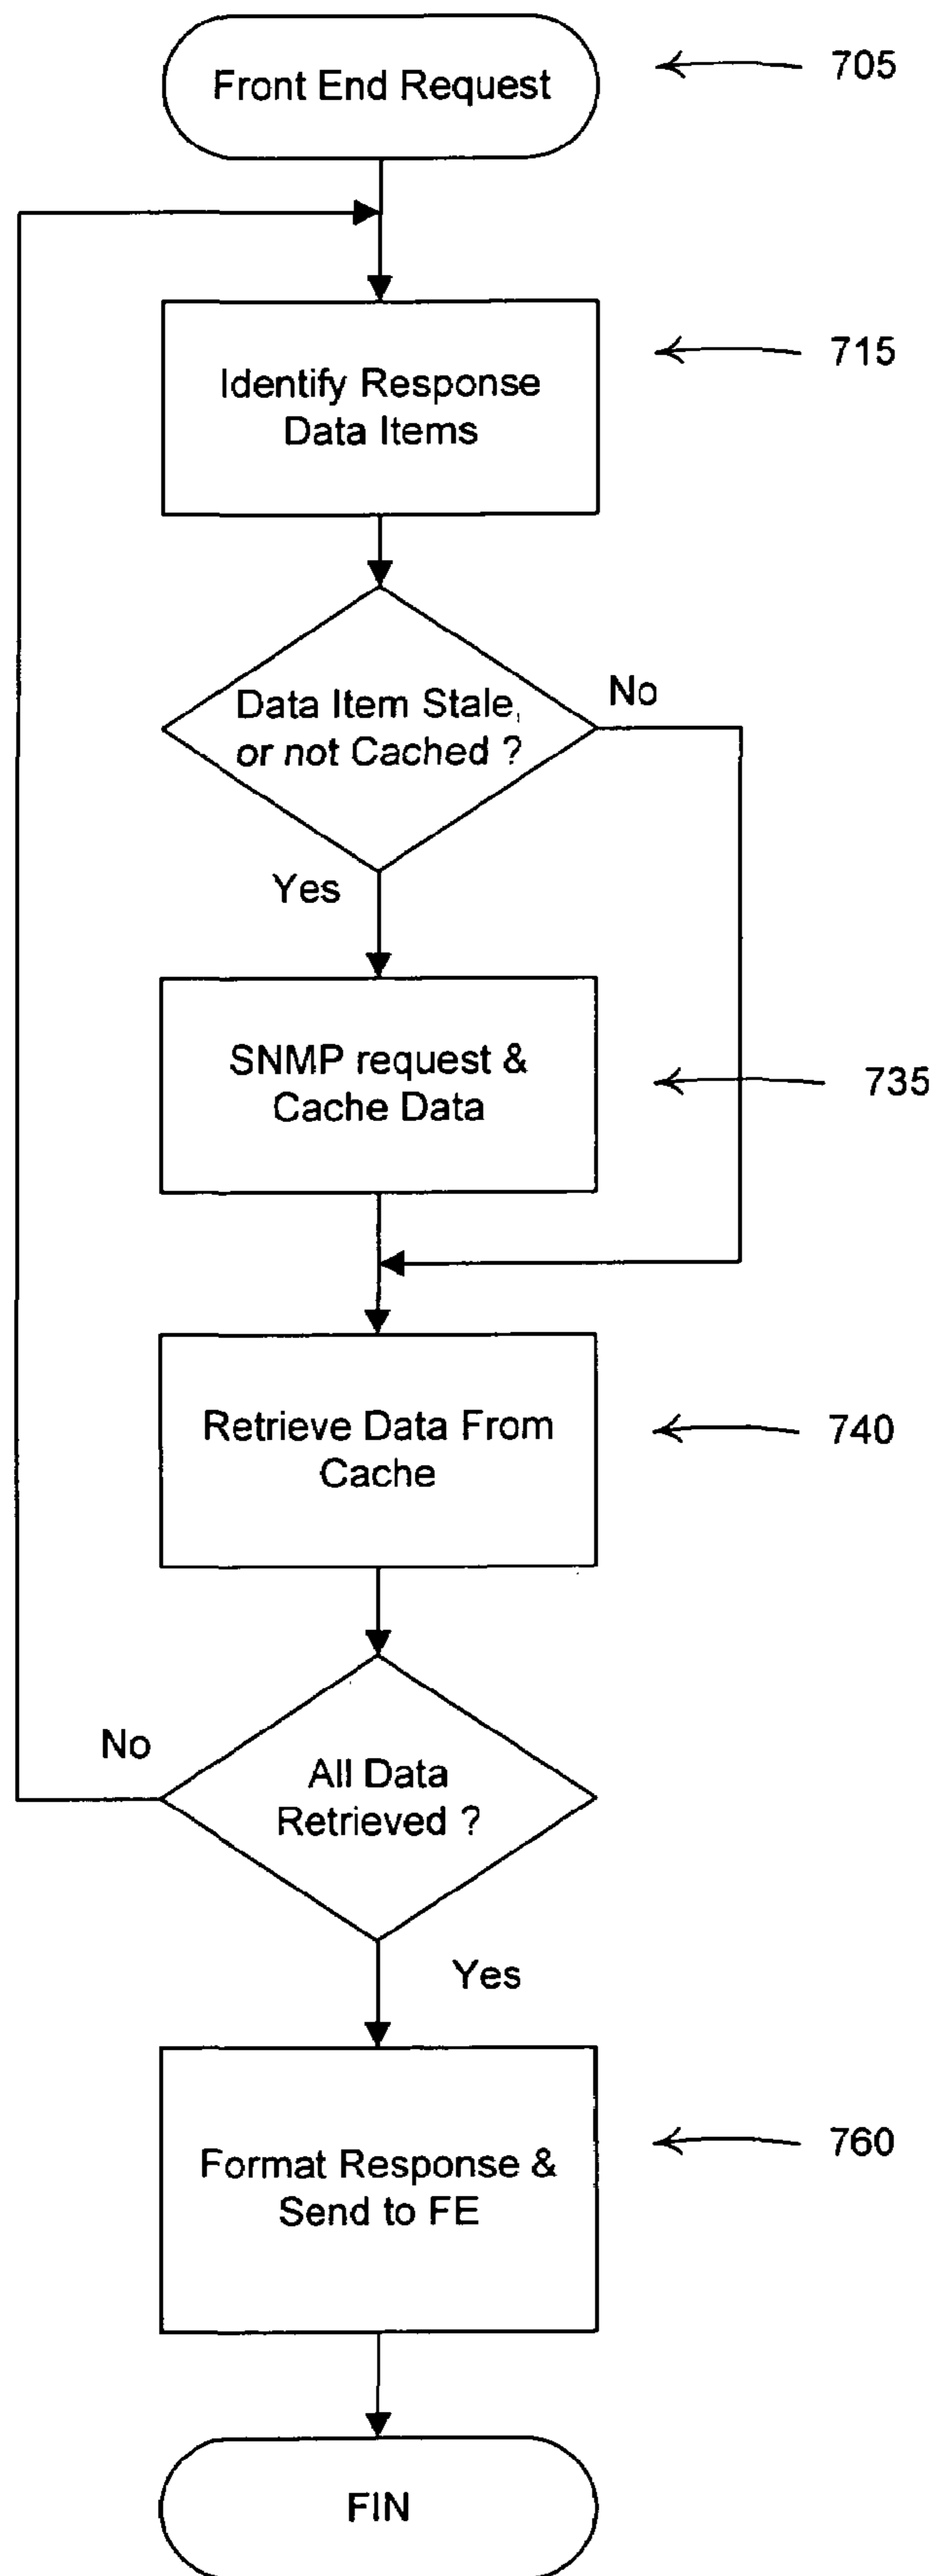 Front End Request
705
Identify Response
Data Items
715
Data Item Stale,
or not Cached ?
No
Yes
SNMP request &
Cache Data
735
Retrieve Data From
Cache
740
No
All Data
Retrieved ?
Yes
Format Response &
Send to FE
760
FIN